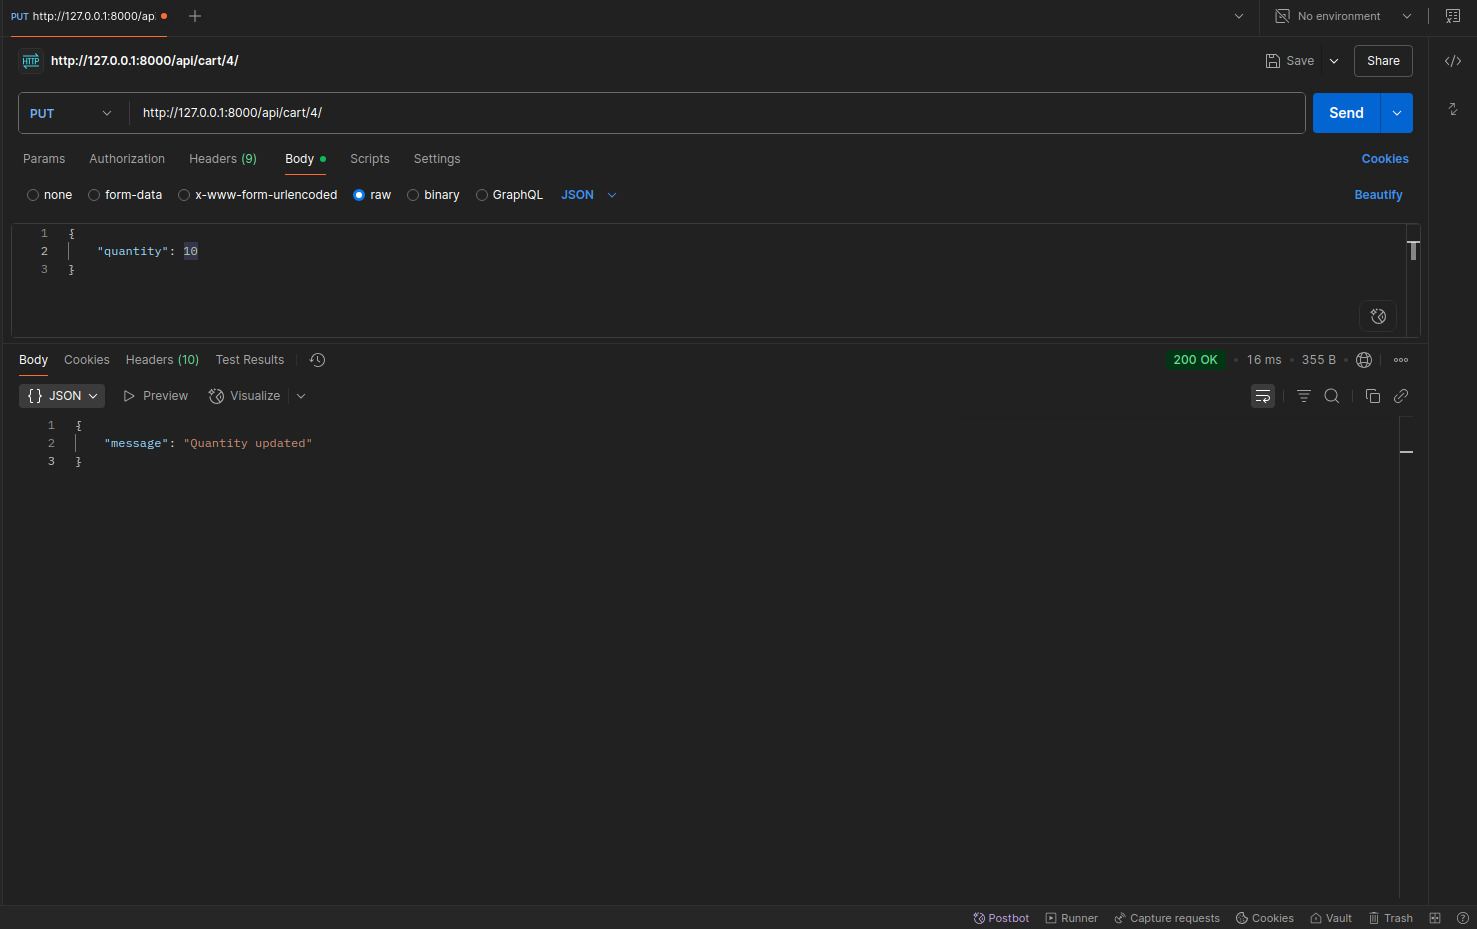 PUT http://127.0.0.1:8000/ap No environment
HTTP http://127.0.0.1:8000/api/cart/4/ Save Share
PUT http://127.0.0.1:8000/api/cart/4/ Send
Params Authorization Headers (9) Body Scripts Settings Cookies
none form-data x-www-form-urlencoded raw binary GraphQL JSON Beautify
1 {
2 "quantity": 10
3 }
Body Cookies Headers (10) Test Results 200 OK 16 ms 355 B
{} JSON Preview Visualize
1 {
2 "message": "Quantity updated"
3 }
Postbot Runner Capture requests Cookies Vault Trash